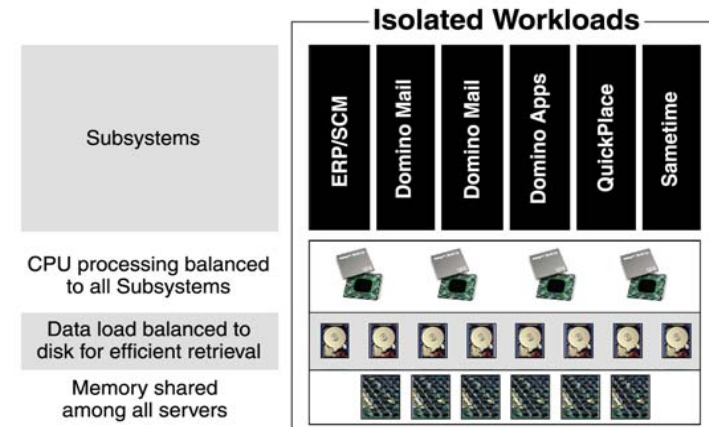 Isolated Workloads
Subsystems
ERP/SCM
Domino Mail
Domino Mail
Domino Apps
QuickPlace
Sametime
CPU processing balanced
to all Subsystems
Data load balanced to
disk for efficient retrieval
Memory shared
among all servers